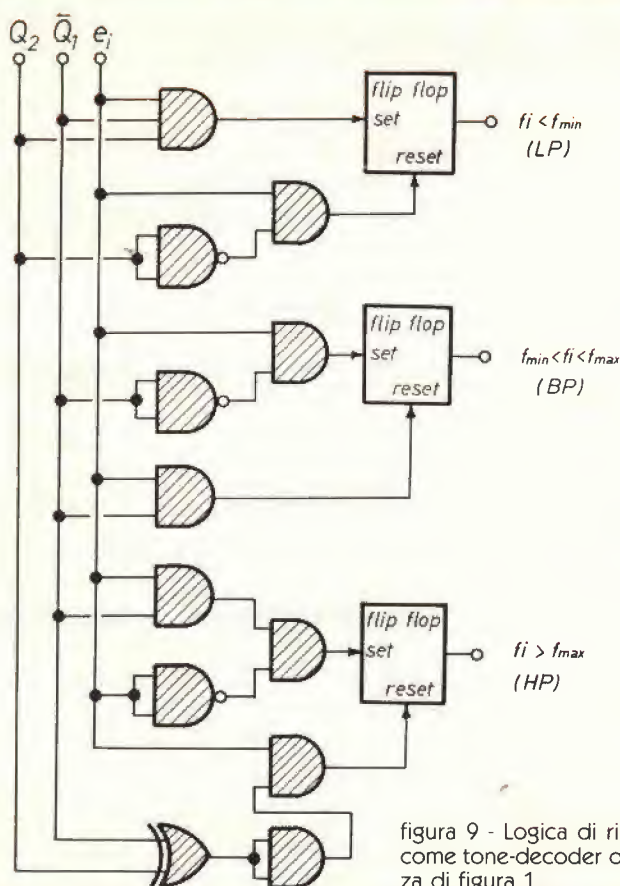 Q₂ Q̄₁ eᵢ
flip flop
set
reset
fi < fmin
(LP)
flip flop
set
reset
fmin < fi < fmax
(BP)
flip flop
set
reset
fi > fmax
(HP)
figura 9 - Logica di
come tone-decoder
za di figura 1